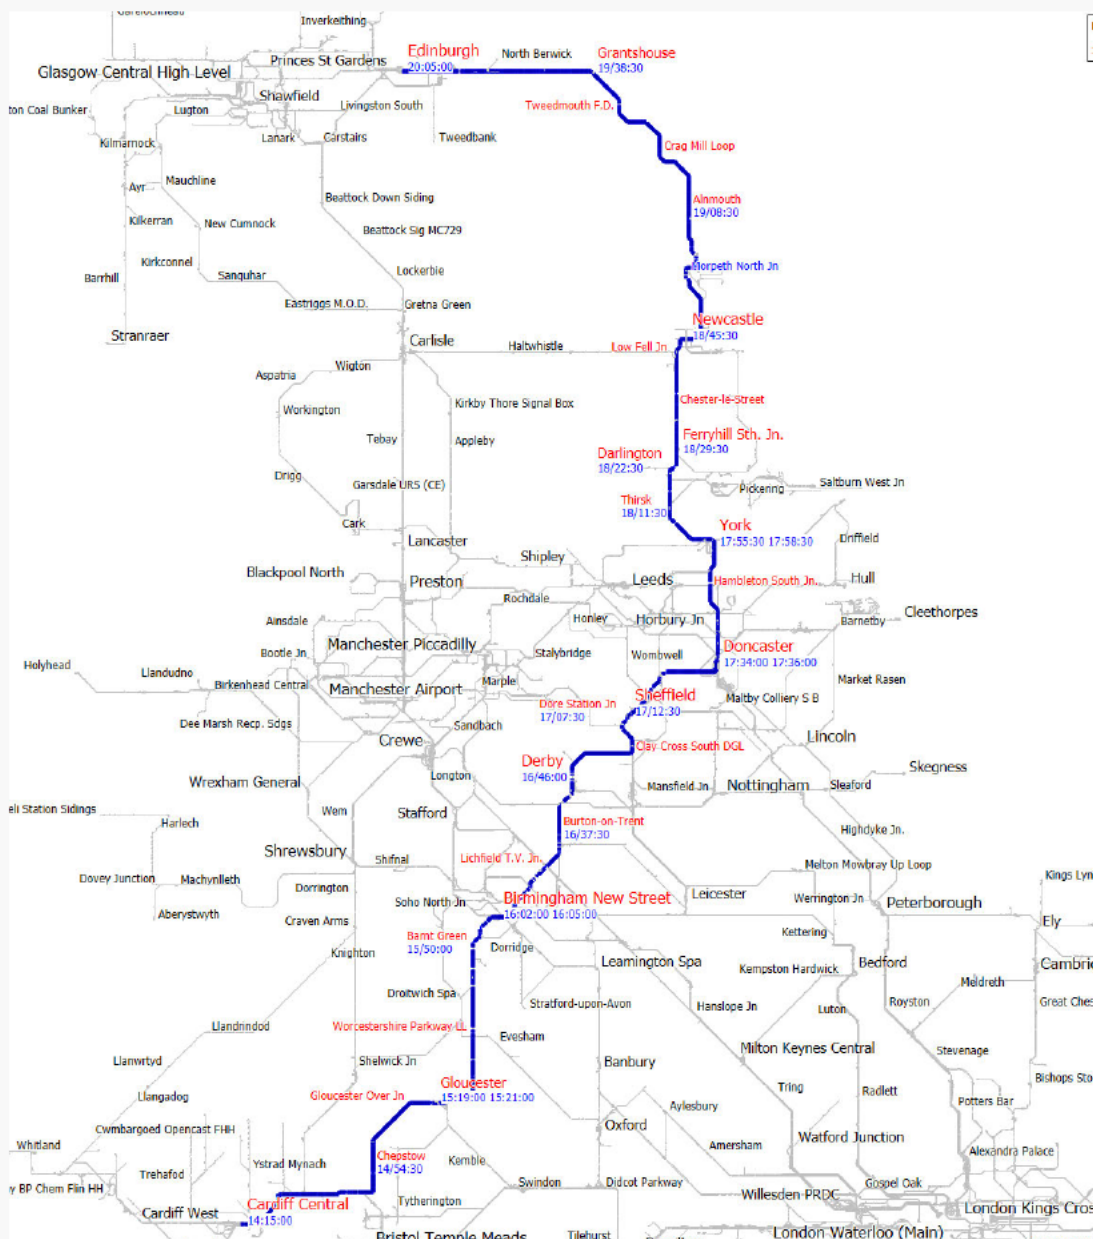 Garelochhead
Inverkeithing
Edinburgh
20:05:00
North Berwick
Grantshouse
19/38:30
Princes St Gardens
Glasgow Central High Level
Shawfield
Tweedmouth F.D.
ton Coal Bunker
Lugton
Livingston South
Kilmarnock
Lanark
Carstairs
Tweedbank
Crag Mill Loop
Ayr
Mauchline
Beattock Down Siding
Alnmouth
19/08:30
Kilkerran
New Cumnock
Beattock Sig MC729
Kirkconnel
Morpeth North Jn
Barrhill
Sanquhar
Lockerbie
Eastriggs M.O.D.
Gretna Green
Newcastle
18/45:30
Stranraer
Carlisle
Haltwhistle
Low Fell Jn
Wigton
Aspatria
Workington
Kirkby Thore Signal Box
Chester-le-Street
Tebay
Appleby
Ferryhill Sth. Jn.
18/29:30
Darlington
18/22:30
Drigg
Garsdale URS (CE)
Pickering
Saltburn West Jn
Thirsk
18/11:30
Cark
York
17:55:30 17:58:30
Driffield
Lancaster
Shipley
Blackpool North
Preston
Leeds
Hambleton South Jn.
Hull
Rochdale
Ainsdale
Honley
Horbury Jn
Barnetby
Cleethorpes
Manchester Piccadilly
Bootle Jn
Stalybridge
Wombwell
Doncaster
17:34:00 17:36:00
Holyhead
Llandudno
Birkenhead Central
Manchester Airport
Marple
Market Rasen
Sheffield
17/12:30
Dore Station Jn
17/07:30
Maltby Colliery S B
Dee Marsh Recp. Sdgs
Sandbach
Crewe
Clay Cross South DGL
Lincoln
Derby
16/46:00
Skegness
Wrexham General
Longton
Mansfield Jn
Nottingham
Sleaford
eli Station Sidings
Wem
Stafford
Harlech
Burton-on-Trent
16/37:30
Highdyke Jn.
Shrewsbury
Shifnal
Lichfield T.V. Jn.
Melton Mowbray Up Loop
Dovey Junction
Machynlleth
Dorrington
Kings Lyn
Leicester
Werrington Jn
Soho North Jn
Birmingham New Street
16:02:00 16:05:00
Peterborough
Aberystwyth
Craven Arms
Ely
Barnt Green
15/50:00
Dorridge
Kettering
Knighton
Leamington Spa
Kempston Hardwick
Bedford
Cambri
Meldreth
Droitwich Spa
Stratford-upon-Avon
Hanslope Jn
Luton
Royston
Great Ches
Llandrindod
Worcestershire Parkway LL
Evesham
Milton Keynes Central
Stevenage
Llanwrtyd
Shelwick Jn
Banbury
Bishops Sto
Llangadog
Gloucester Over Jn
Gloucester
15:19:00 15:21:00
Tring
Radlett
Potters Bar
Aylesbury
Whitland
Cwmbargoed Opencast FHH
Oxford
Amersham
Watford Junction
Alexandra Palace
Trehafod
Ystrad Mynach
Chepstow
14/54:30
Kemble
y BP Chem Flin HH
Swindon
Didcot Parkway
Gospel Oak
Willesden PRDC
Cardiff West
Cardiff Central
14:15:00
Tytherington
London Kings Cros
Bristol Temple Meads
Tilehurst
London Waterloo (Main)